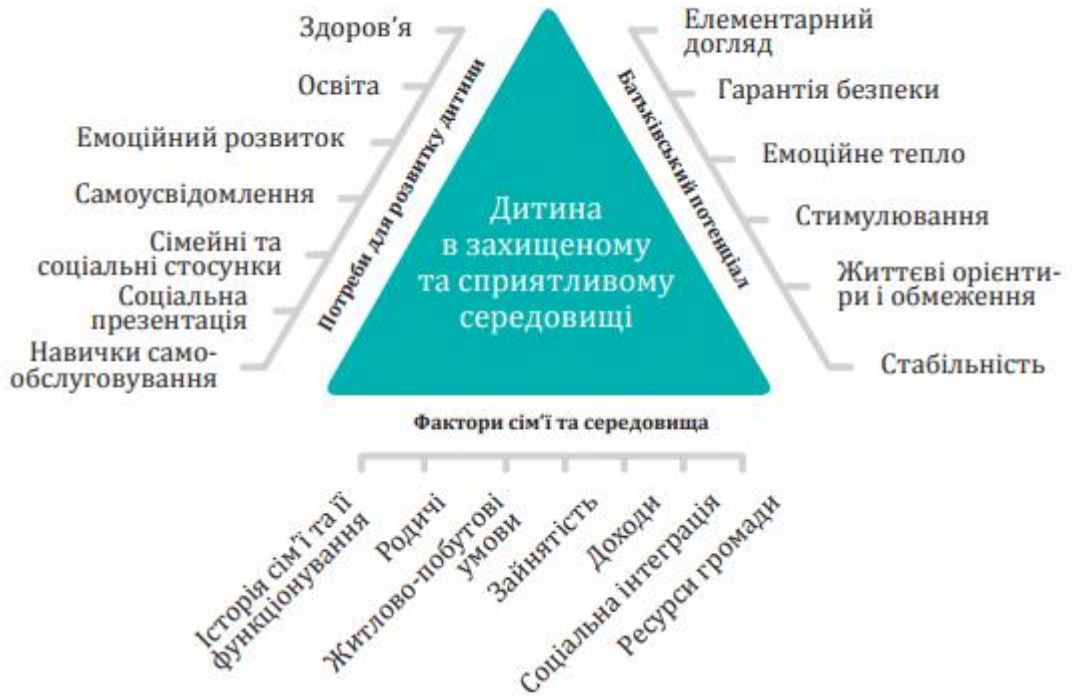 Здоров’я
Освіта
Емоційний розвиток
Самоусвідомлення
Сімейні та
соціальні стосунки
Соціальна
презентація
Навички само-
обслуговування
Потреби для розвитку дитини
Дитина
в захищеному
та сприятливому
середовищі
Батьківський потенціал
Елементарний
догляд
Гарантія безпеки
Емоційне тепло
Стимулювання
Життєві орієнти-
ри і обмеження
Стабільність
Фактори сім’ї та середовища
Історія сім’ї та її
функціонування
Родичі
Житлово-побутові
умови
Зайнятість
Доходи
Соціальна інтеграція
Ресурси громади